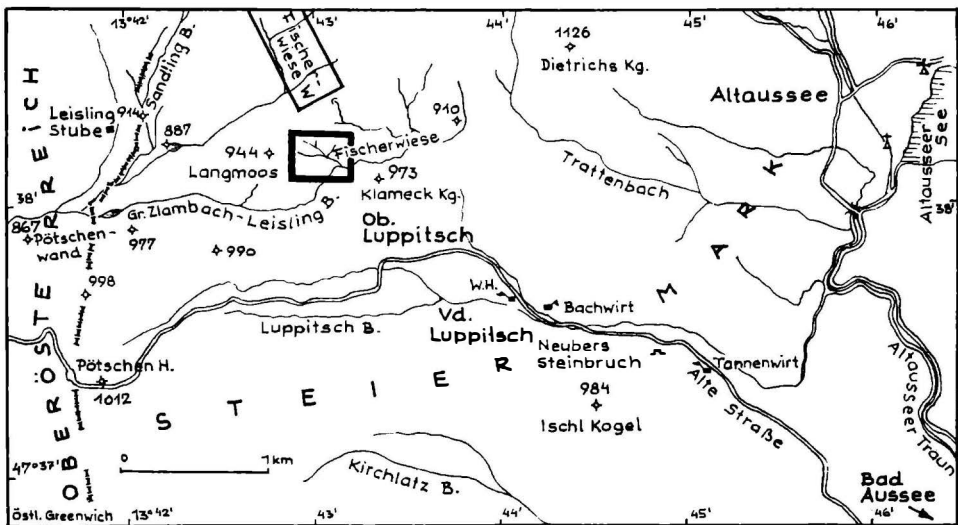 13°42'
43'
44'
45'
46'
OBERÖSTERREICH
Sandling B.
Fischer-
wiese W
1126
Dietrichs Kg.
Altaussee
Leisling
Stube
914
887
910
944
Langmoos
Fischerwiese
973
Klameck Kg.
Trattenbach
Altausseer
See
38'
38'
Gr. Zlambach-Leisling B.
867
Pötschen-
wand
977
990
Ob.
Luppitsch
998
W.H.
Bachwirt
Luppitsch B.
Vd.
Luppitsch
Neubers
Steinbruch
Tannenwirt
Pötschen H.
1012
STEIERMARK
984
Ischl Kogel
Alte Straße
Altausseer Traun
47°37'
0
1 km
Kirchlatz B.
Bad
Aussee
Östl. Greenwich
13°42'
43'
44'
45'
46'